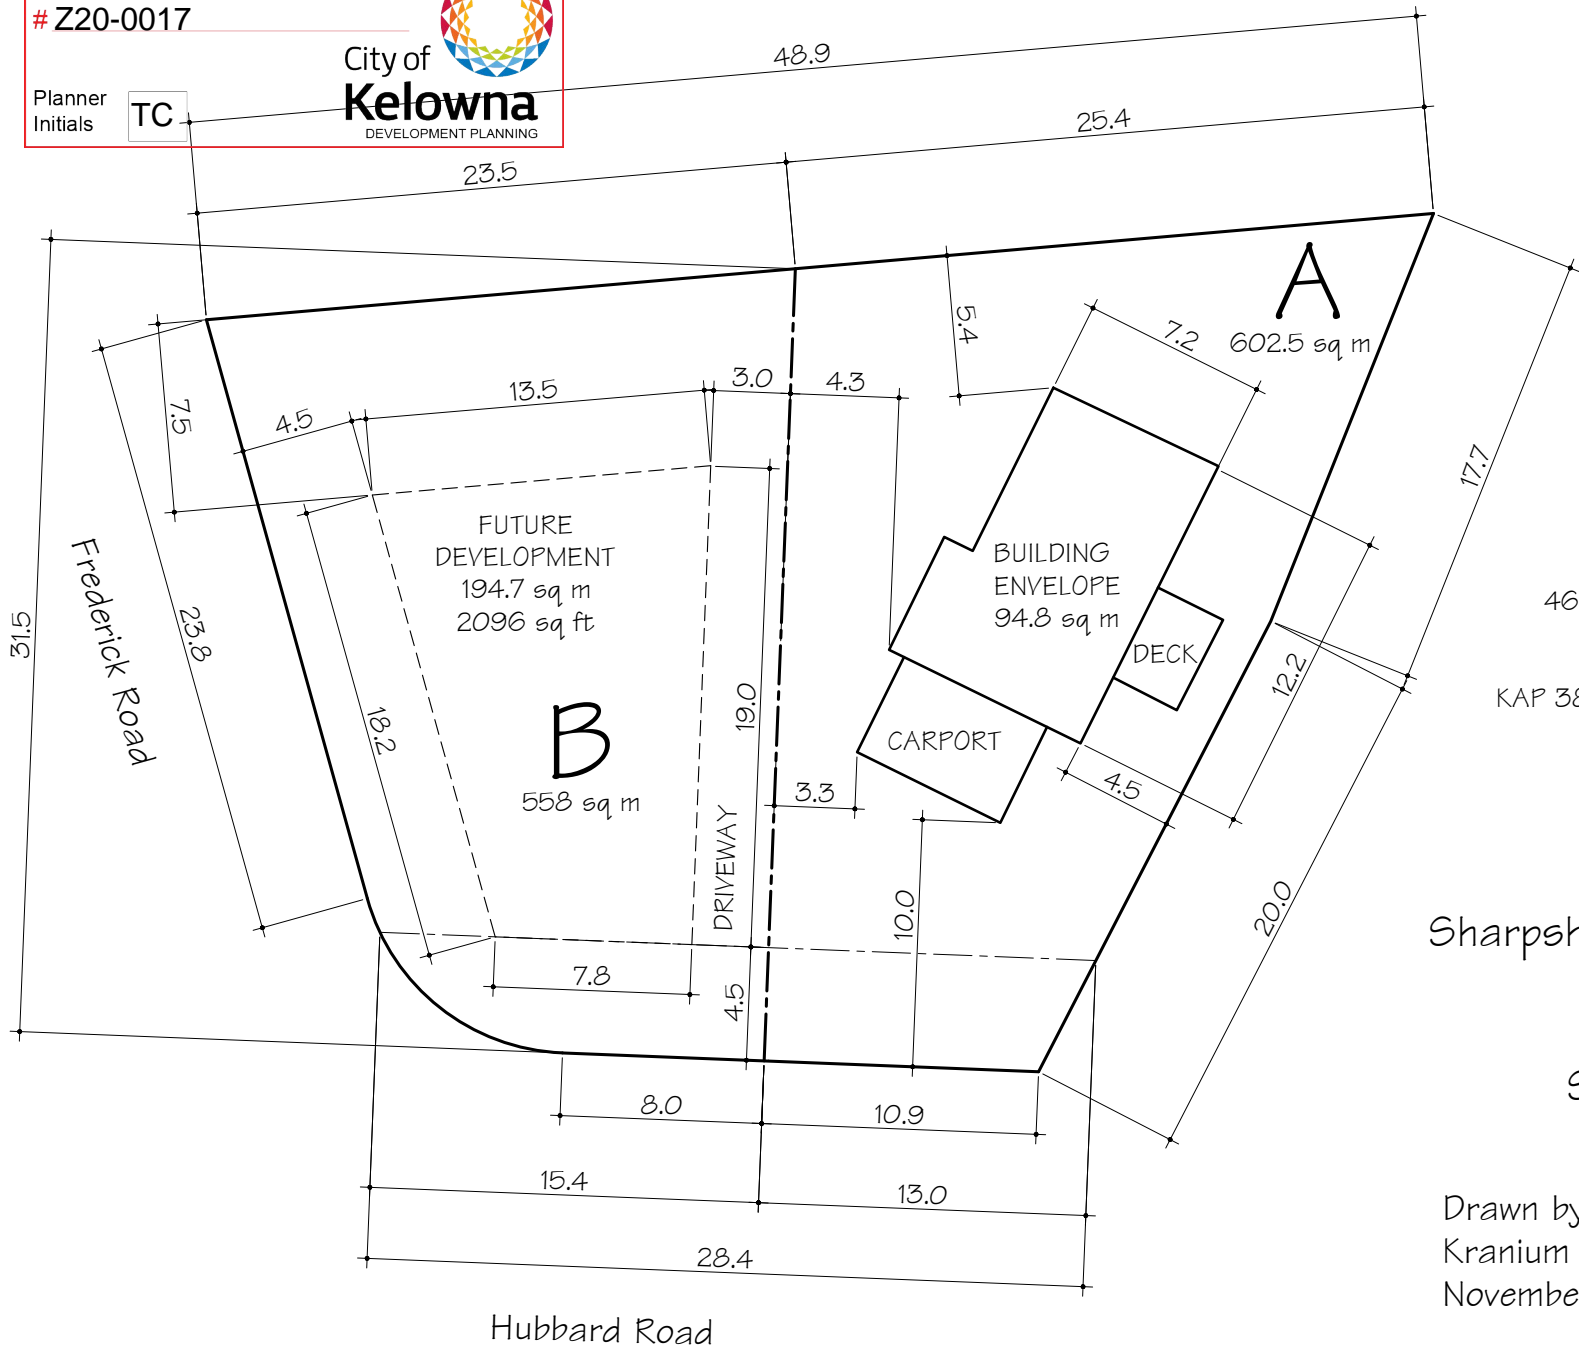 # Z20-0017
City of
Kelowna
DEVELOPMENT PLANNING
Planner
Initials
TC
48.9
25.4
23.5
A
602.5 sq m
5.4
7.2
7.5
4.5
13.5
3.0
4.3
17.7
FUTURE
DEVELOPMENT
194.7 sq m
2096 sq ft
BUILDING
ENVELOPE
94.8 sq m
DECK
46
KAP 38
31.5
Frederick Road
23.8
18.2
19.0
12.2
B
558 sq m
CARPORT
3.3
4.5
DRIVEWAY
10.0
20.0
Sharpsh
7.8
4.5
8.0
10.9
15.4
13.0
28.4
Hubbard Road
Drawn by
Kranium
Novembe